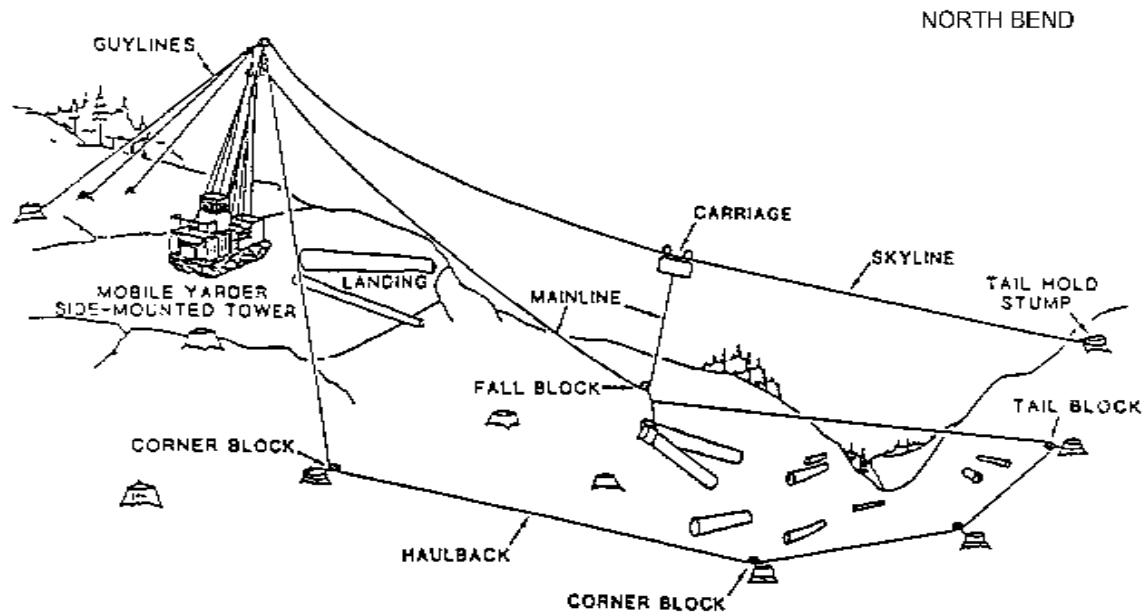 NORTH BEND
GUYLINES
CARRIAGE
SKYLINE
TAIL HOLD
STUMP
LANDING
MAINLINE
MOBILE YARDER
SIDE-MOUNTED TOWER
FALL BLOCK
TAIL BLOCK
CORNER BLOCK
HAULBACK
CORNER BLOCK